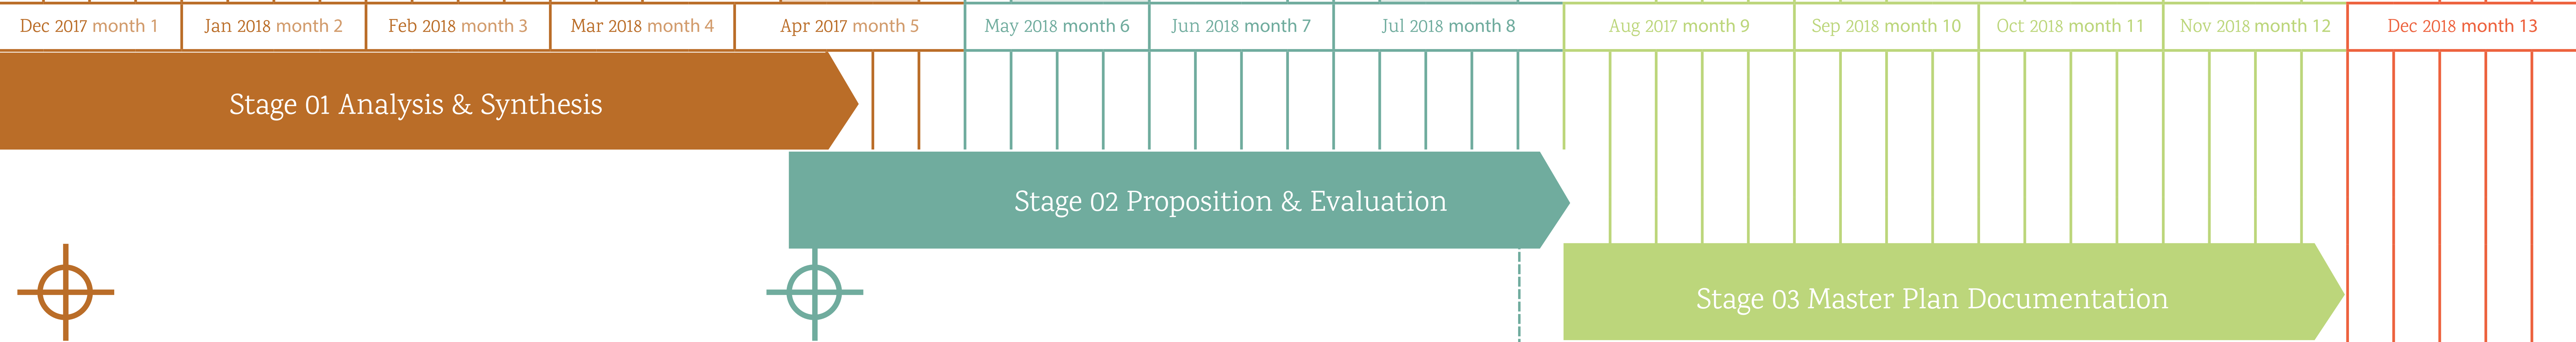 Dec 2017 month 1 Jan 2018 month 2 Feb 2018 month 3 Mar 2018 month 4 Apr 2017 month 5 May 2018 month 6 Jun 2018 month 7 Jul 2018 month 8 Aug 2017 month 9 Sep 2018 month 10 Oct 2018 month 11 Nov 2018 month 12 Dec 2018 month 13
Stage 01 Analysis & Synthesis
Stage 02 Proposition & Evaluation
Stage 03 Master Plan Documentation